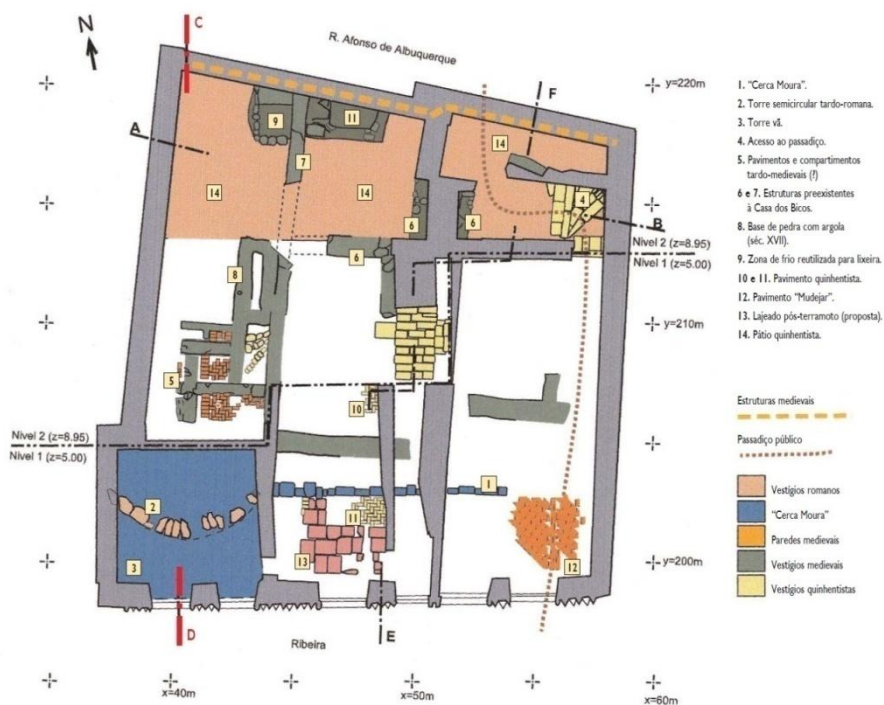 N
C
R. Afonso de Albuquerque
F
y=220m
A
9
11
14
7
14
14
4
6
6
B
Nivel 2 (z=8.95)
Nivel 1 (z=5.00)
6
8
y=210m
5
10
Nivel 2 (z=8.95)
Nivel 1 (z=5.00)
1
2
11
13
3
12
y=200m
D
E
Ribeira
x=40m
x=50m
x=60m
1. "Cerca Moura".
2. Torre semicircular tardo-romana.
3. Torre vã.
4. Acesso ao passadiço.
5. Pavimentos e compartimentos
tardo-medievais (?)
6 e 7. Estruturas preexistentes
à Casa dos Bicos.
8. Base de pedra com argola
(séc. XVII).
9. Zona de frio reutilizada para lixeira.
10 e 11. Pavimento quinhentista.
12. Pavimento "Mudejar".
13. Lajeado pós-terramoto (proposta).
14. Pátio quinhentista.
Estruturas medievais
Passadiço público
Vestígios romanos
"Cerca Moura"
Paredes medievais
Vestígios medievais
Vestígios quinhentistas